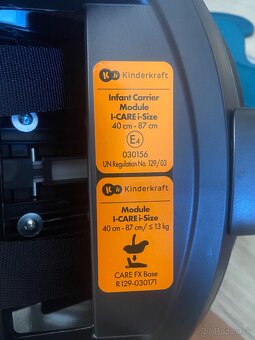 Kinderkraft
Infant Carrier
Module
I-CARE i-Size
40 cm - 87 cm
E4
030156
UN Regulation No. 129/03
Kinderkraft
Module
I-CARE i-Size
40 cm - 87 cm / ≤ 13 kg
CARE FX Base
R129-030171